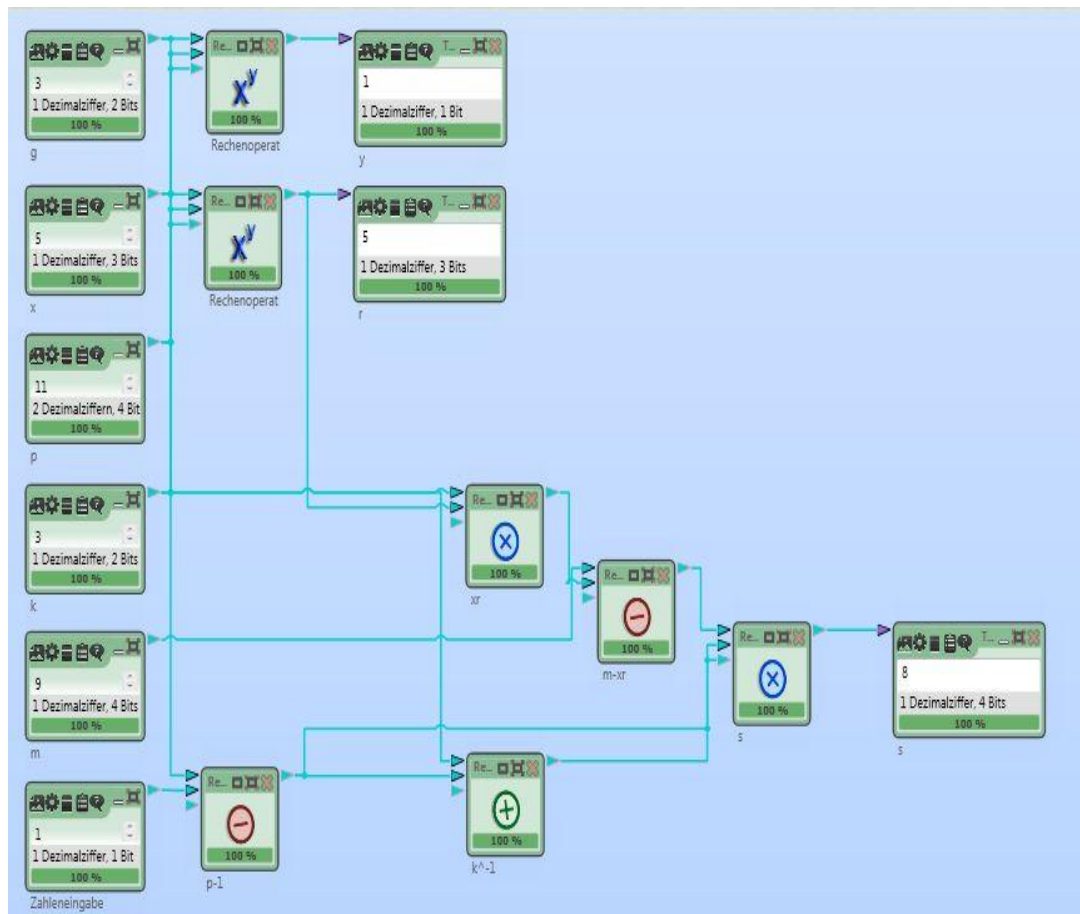 3
1 Dezimalziffer, 2 Bits
100 %
g
Re...
X^y
100 %
Rechenoperat
T...
1
1 Dezimalziffer, 1 Bit
100 %
y
5
1 Dezimalziffer, 3 Bits
100 %
x
Re...
X^y
100 %
Rechenoperat
T...
5
1 Dezimalziffer, 3 Bits
100 %
r
11
2 Dezimalziffern, 4 Bit
100 %
p
3
1 Dezimalziffer, 2 Bits
100 %
k
Re...
×
100 %
xr
Re...
−
100 %
m-xr
9
1 Dezimalziffer, 4 Bits
100 %
m
Re...
×
100 %
s
T...
8
1 Dezimalziffer, 4 Bits
100 %
s
1
1 Dezimalziffer, 1 Bit
100 %
Zahleneingabe
Re...
−
100 %
p-1
Re...
+
100 %
k^-1